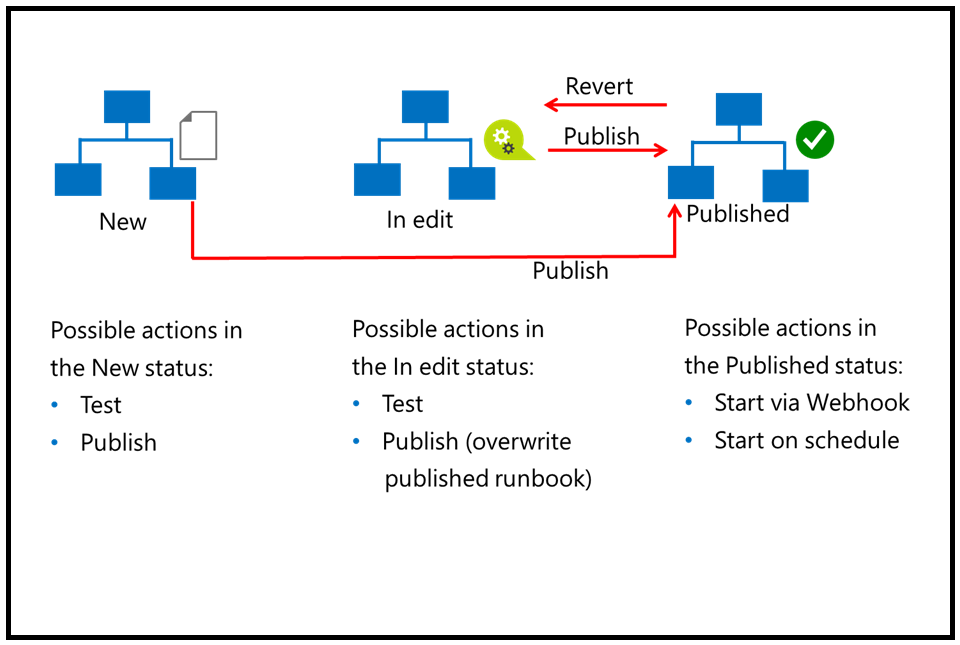 Revert
Publish
New
In edit
Published
Publish
Possible actions in
the New status:
• Test
• Publish
Possible actions in
the In edit status:
• Test
• Publish (overwrite
published runbook)
Possible actions in
the Published status:
• Start via Webhook
• Start on schedule